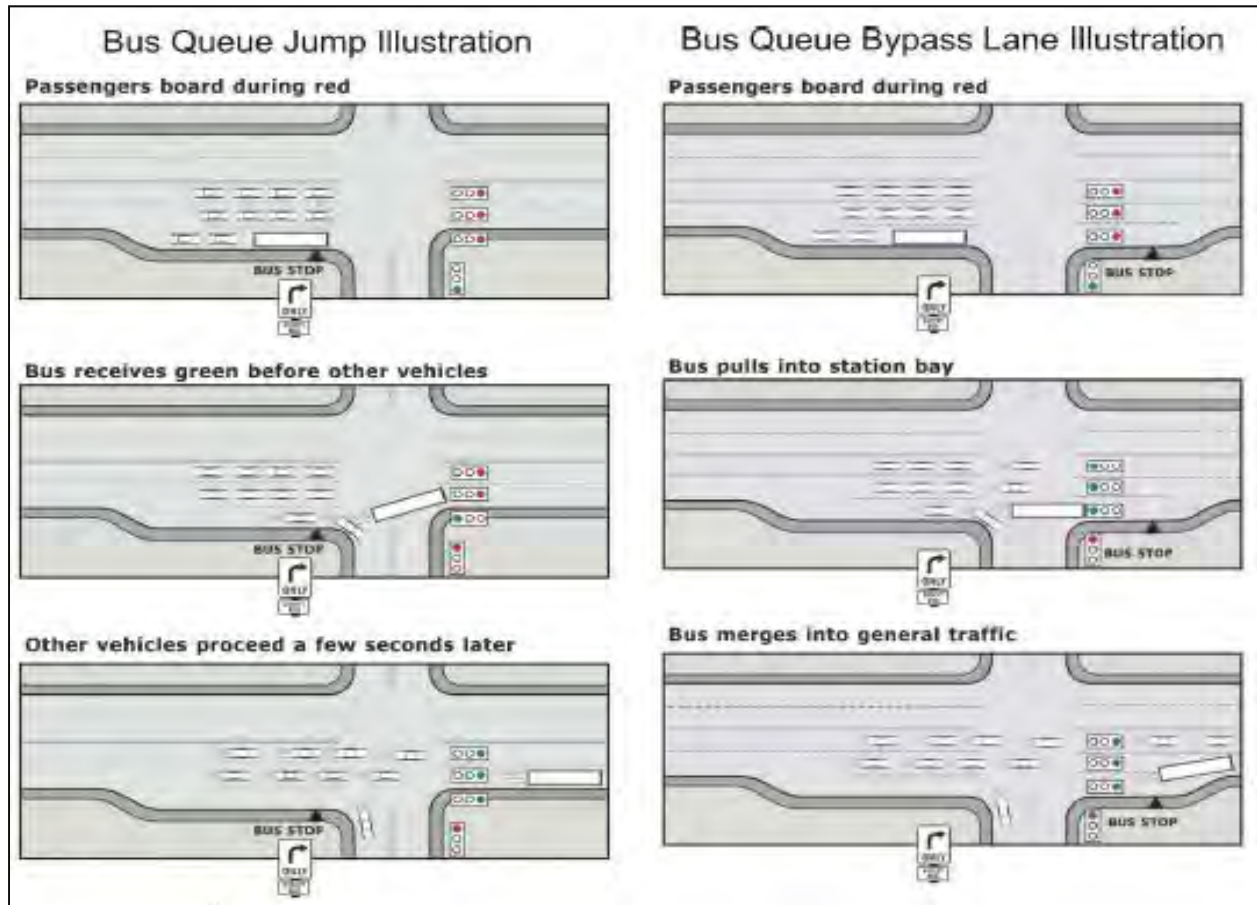 Bus Queue Jump Illustration
Passengers board during red
BUS STOP
ONLY
Bus receives green before other vehicles
BUS STOP
ONLY
Other vehicles proceed a few seconds later
BUS STOP
ONLY
Bus Queue Bypass Lane Illustration
Passengers board during red
BUS STOP
ONLY
Bus pulls into station bay
BUS STOP
ONLY
Bus merges into general traffic
BUS STOP
ONLY